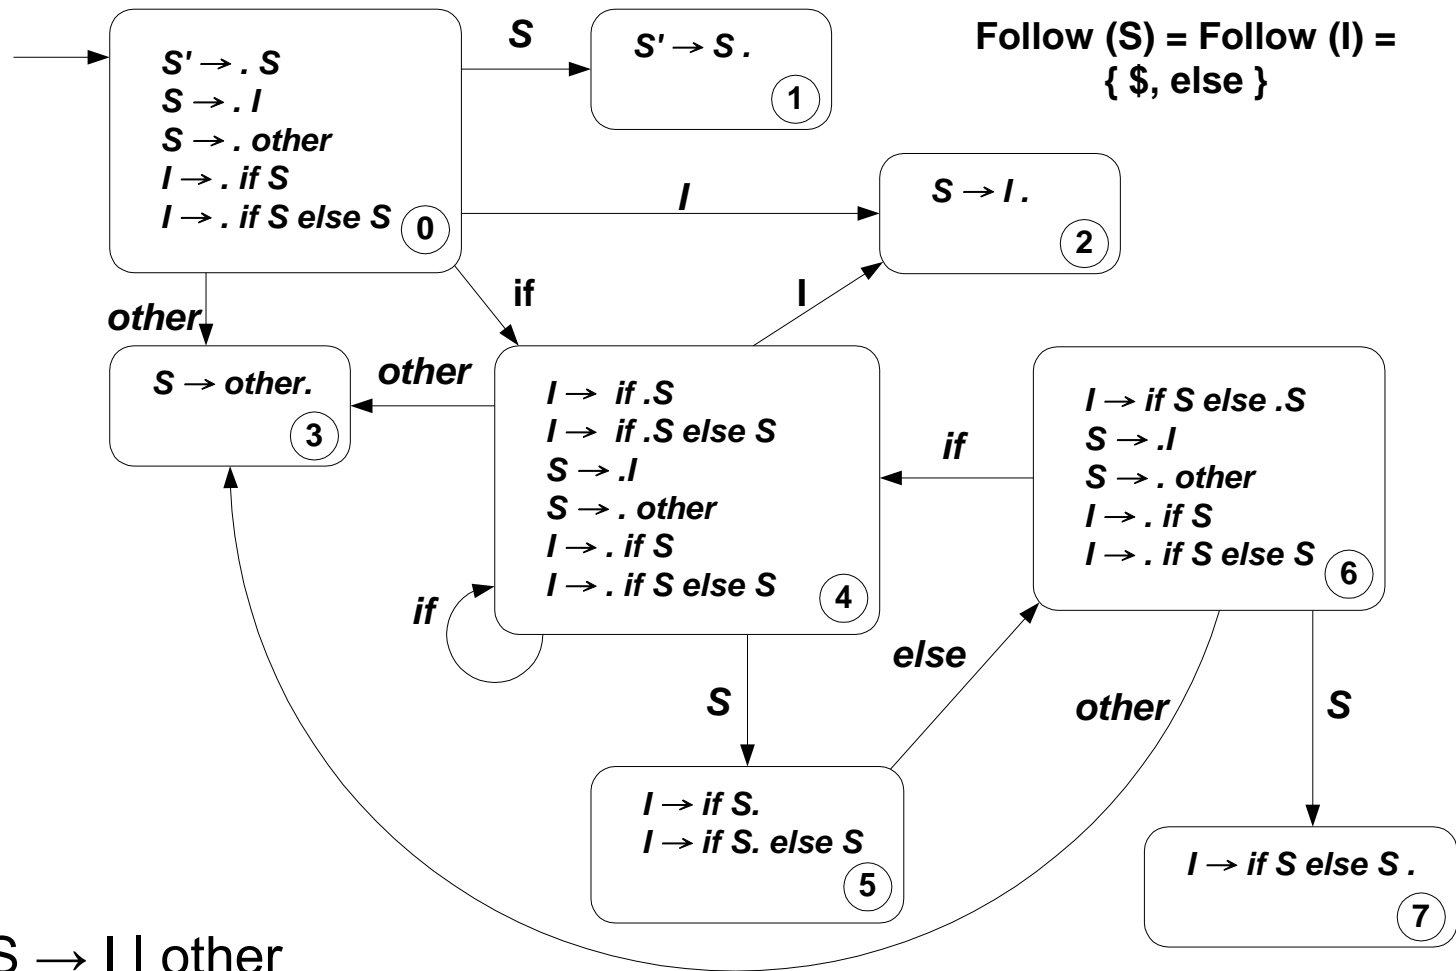 S' → . S
S → . I
S → . other
I → . if S
I → . if S else S
0
S
S' → S .
1
Follow (S) = Follow (I) =
{ $, else }
I
S → I .
2
other
if
I
S → other.
3
other
I → if .S
I → if .S else S
S → .I
S → . other
I → . if S
I → . if S else S
4
if
if
I → if S else .S
S → .I
S → . other
I → . if S
I → . if S else S
6
S
else
other
S
I → if S.
I → if S. else S
5
I → if S else S .
7
S → I | other